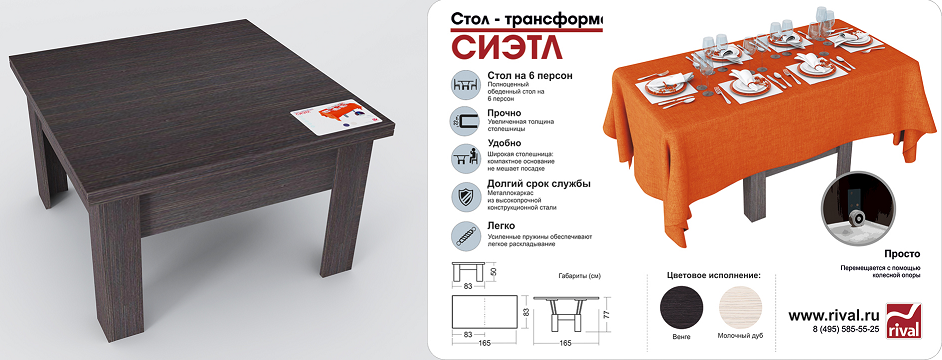 Стол - трансформ
СИЭТЛ
Стол на 6 персон
Полноценный
обеденный стол на
6 персон
Прочно
Увеличенная толщина
столешницы
Удобно
Широкая столешница:
компактное основание
не мешает посадке
Долгий срок службы
Металлокаркас
из высокопрочной
конструкционной стали
Легко
Усиленные пружины обеспечивают
легкое раскладывание
Просто
Перемещается с помощью
колесной опоры
50
83
Габариты (см)
83
83
165
77
165
Цветовое исполнение:
Венге
Молочный дуб
www.rival.ru
8 (495) 585-55-25
rival